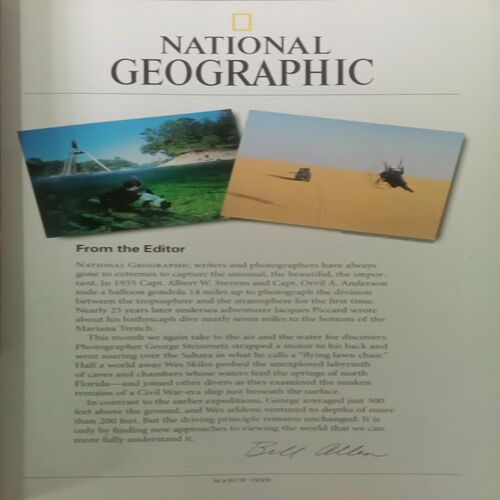 NATIONAL
GEOGRAPHIC
From the Editor
NATIONAL GEOGRAPHIC writers and photographers have always
gone to extremes to capture the unusual, the beautiful, the impor-
tant. In 1935 Capt. Albert W. Stevens and Capt. Orvil A. Anderson
rode a balloon gondola 14 miles up to photograph the division
between the troposphere and the stratosphere for the first time.
Nearly 25 years later undersea adventurer Jacques Piccard wrote
about his bathyscaph dive nearly seven miles to the bottom of the
Mariana Trench.
This month we again take to the air and the water for discovery.
Photographer George Steinmetz strapped a motor to his back and
went soaring over the Sahara in what he calls a "flying lawn chair."
Half a world away Wes Skiles probed the unexplored labyrinth
of caves and chambers whose waters feed the springs of north
Florida—and joined other divers as they examined the sunken
remains of a Civil War-era ship just beneath the surface.
In contrast to the earlier expeditions, George averaged just 300
feet above the ground, and Wes seldom ventured to depths of more
than 200 feet. But the driving principle remains unchanged: It is
only by finding new approaches to viewing the world that we can
more fully understand it.
Bill Allen
MARCH 1999